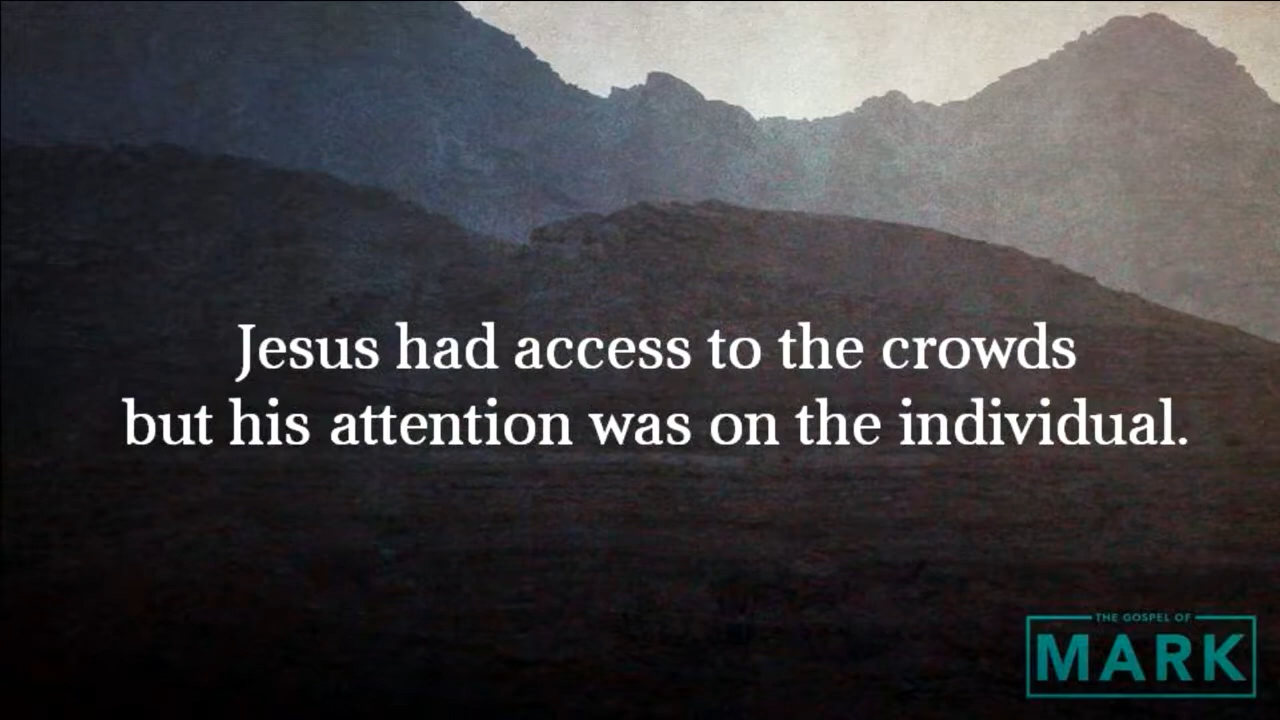 Jesus had access to the crowds
but his attention was on the individual.
THE GOSPEL OF
MARK